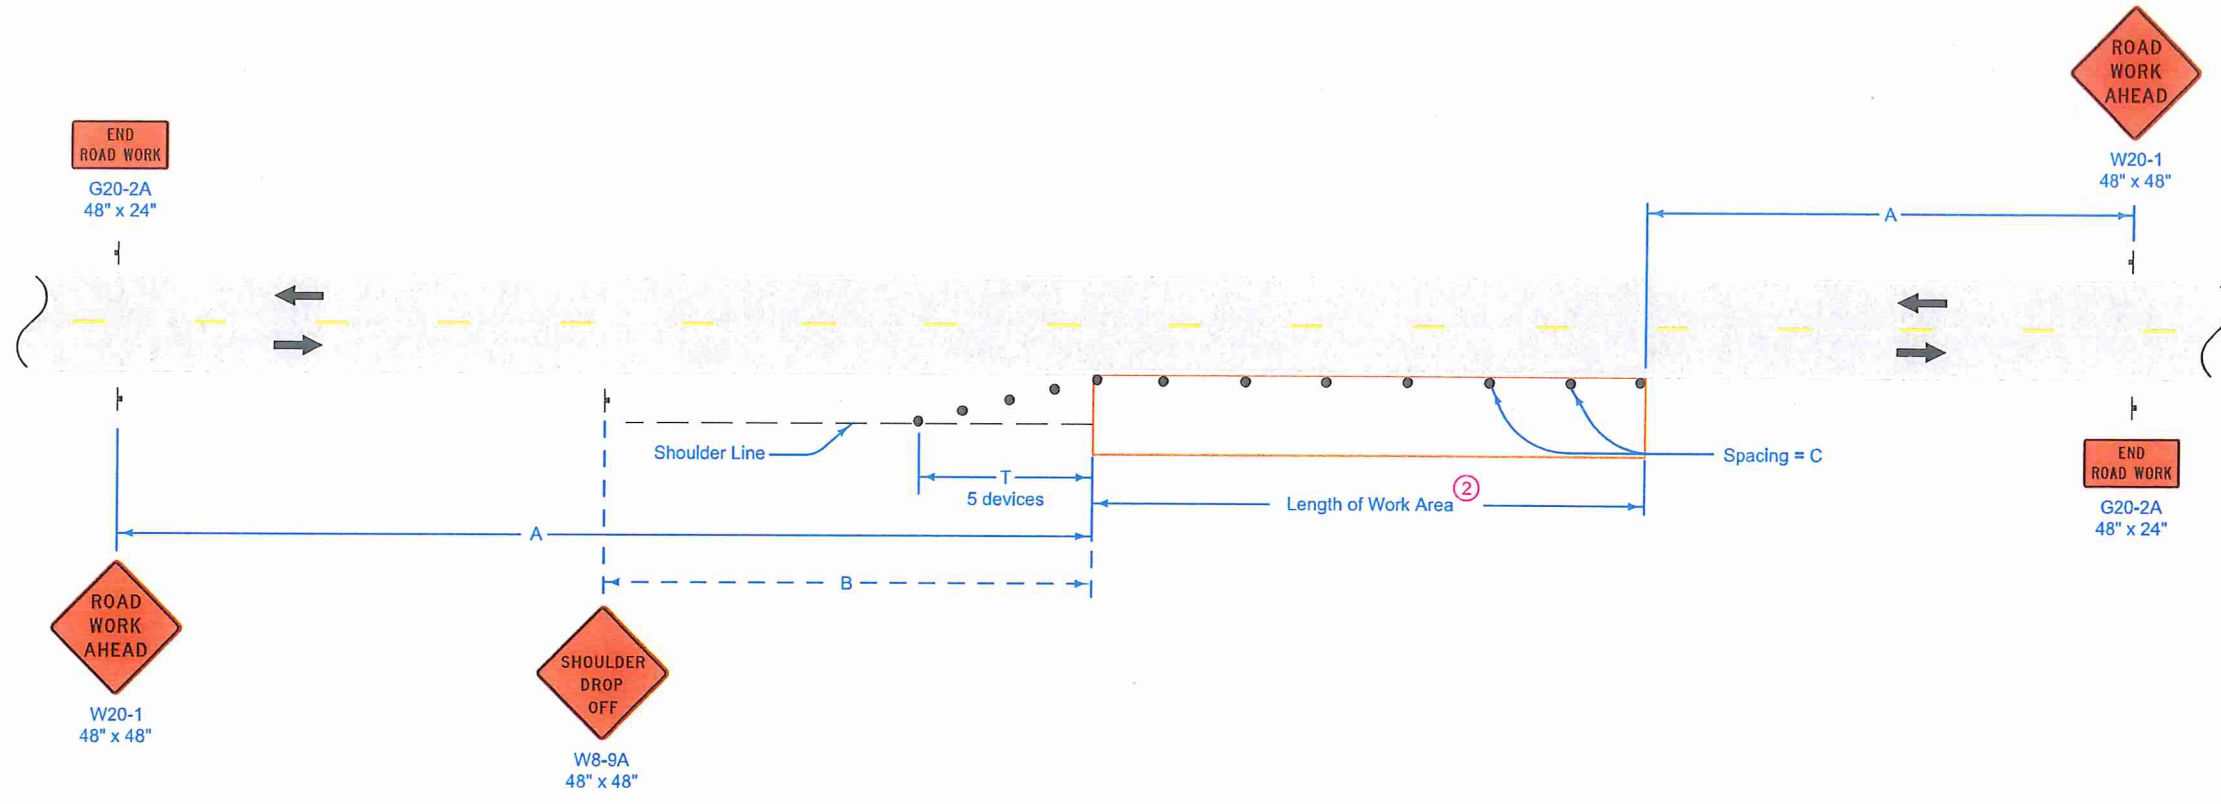 ROAD
WORK
AHEAD
W20-1
48" x 48"
END
ROAD WORK
G20-2A
48" x 24"
A
Shoulder Line
T
5 devices
Length of Work Area 2
Spacing = C
END
ROAD WORK
G20-2A
48" x 24"
A
B
ROAD
WORK
AHEAD
W20-1
48" x 48"
SHOULDER
DROP
OFF
W8-9A
48" x 48"